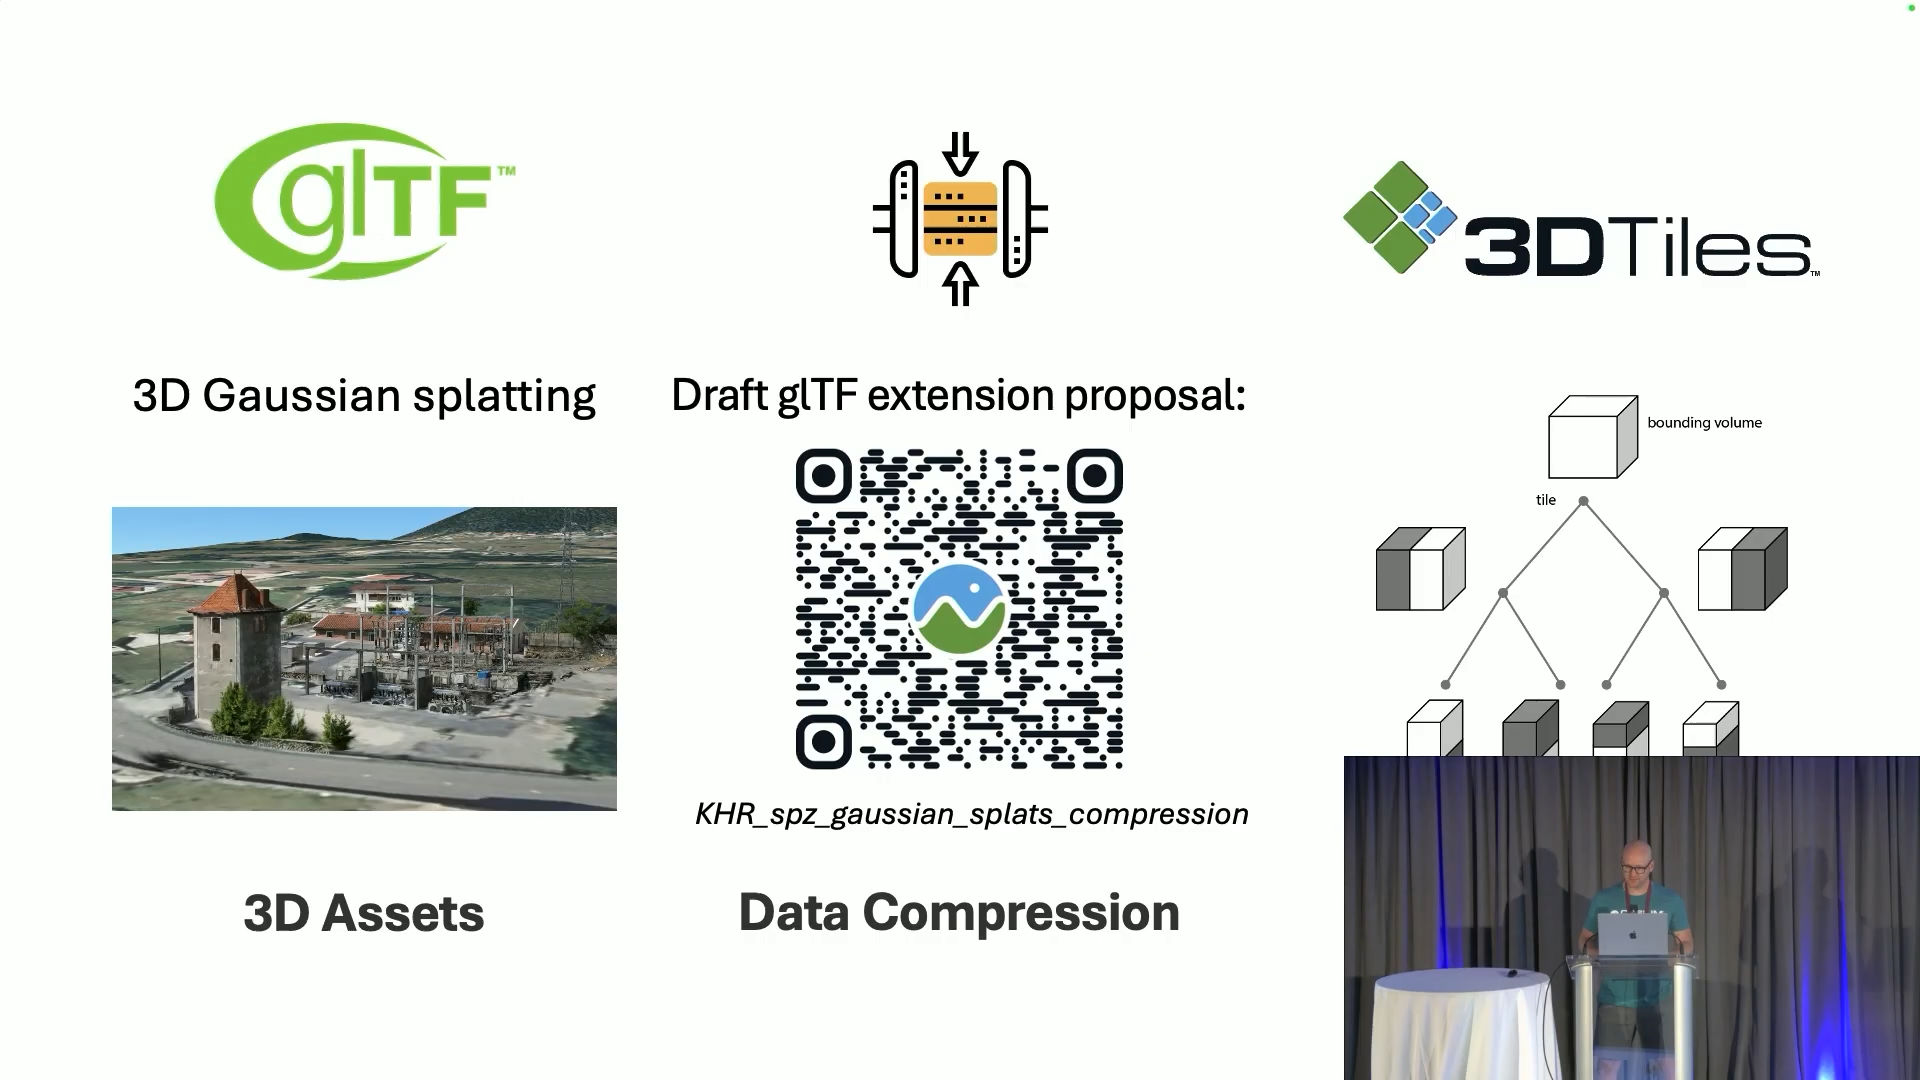 glTF™
3DTiles™
3D Gaussian splatting
Draft glTF extension proposal:
bounding volume
tile
KHR_spz_gaussian_splats_compression
3D Assets
Data Compression